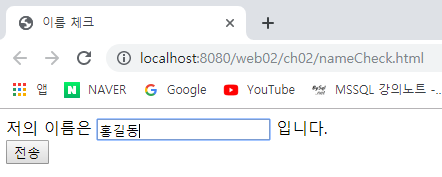 이름 체크
localhost:8080/web02/ch02/nameCheck.html
앱 NAVER Google YouTube MSSQL 강의노트 -...
저의 이름은 홍길동 입니다.
전송